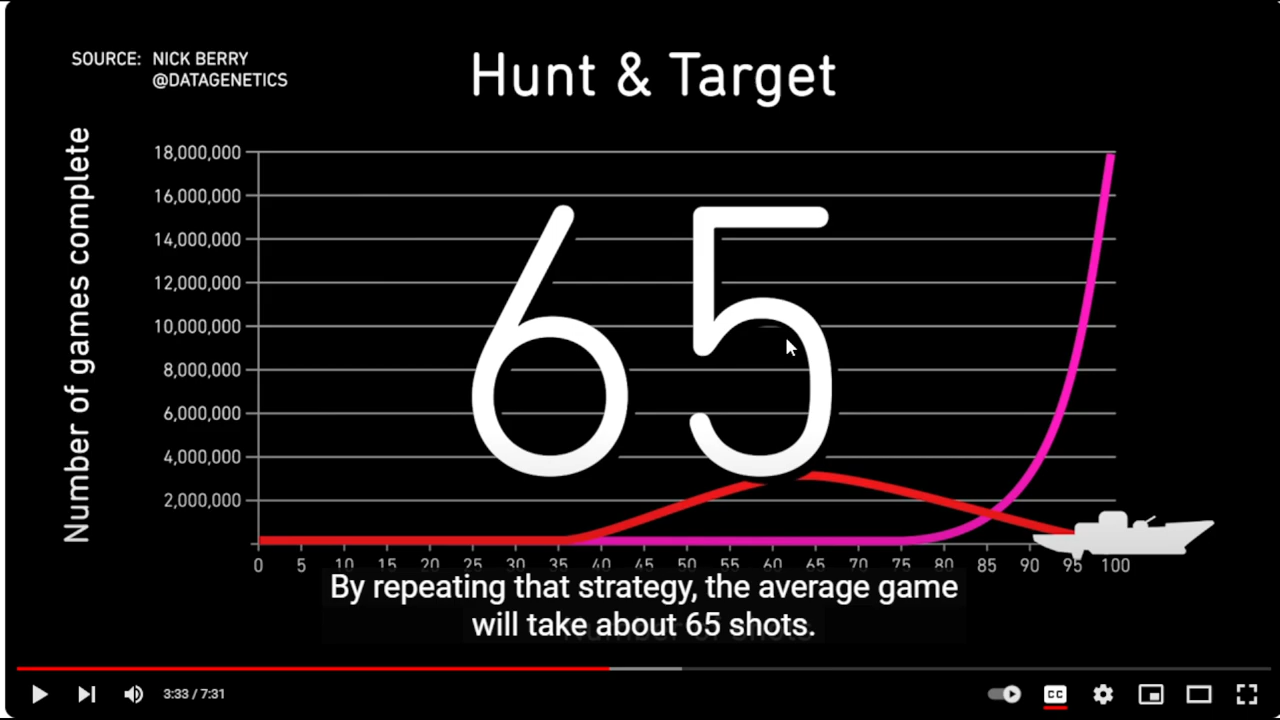 SOURCE: NICK BERRY
@DATAGENETICS
Hunt & Target
Number of games complete
18,000,000
16,000,000
14,000,000
12,000,000
10,000,000
8,000,000
6,000,000
4,000,000
2,000,000
65
0 5 10 15 20 25 30 35 40 45 50 55 60 65 70 75 80 85 90 95 100
By repeating that strategy, the average game
will take about 65 shots.
3:33 / 7:31
CC